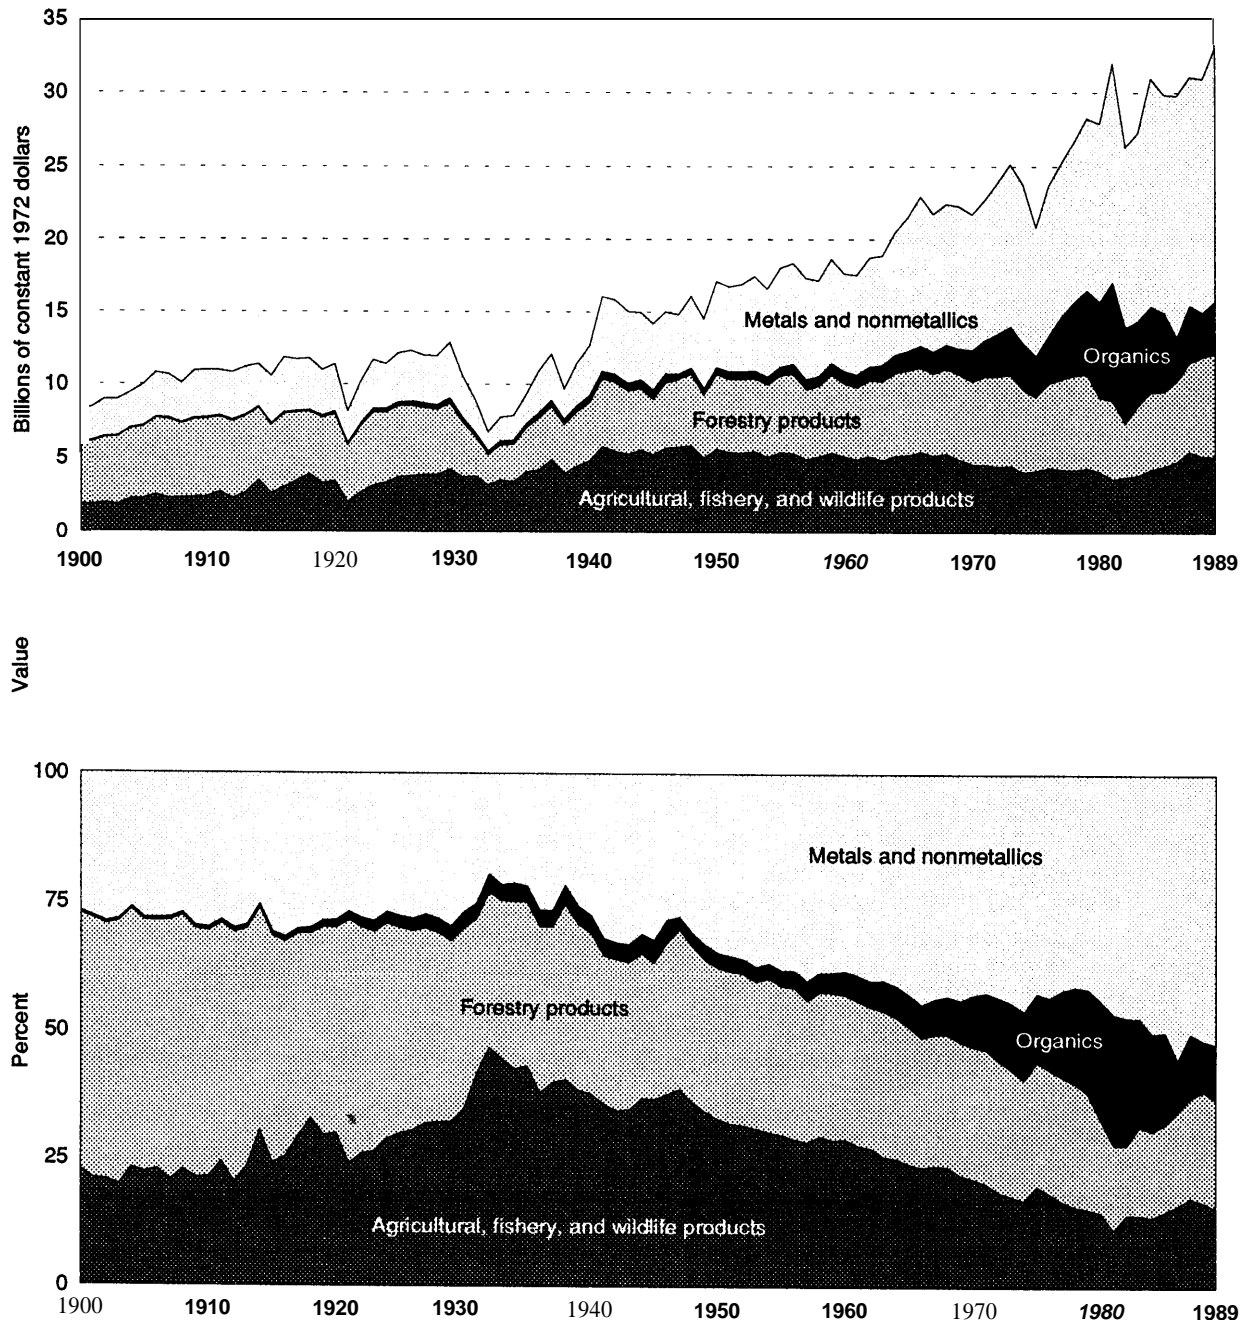 35
30
25
20
15
10
5
0
Billions of constant 1972 dollars
Metals and nonmetallics
Organics
Forestry products
Agricultural, fishery, and wildlife products
1900 1910 1920 1930 1940 1950 1960 1970 1980 1989
Value
100
75
50
25
0
Percent
Metals and nonmetallics
Forestry products
Organics
Agricultural, fishery, and wildlife products
1900 1910 1920 1930 1940 1950 1960 1970 1980 1989